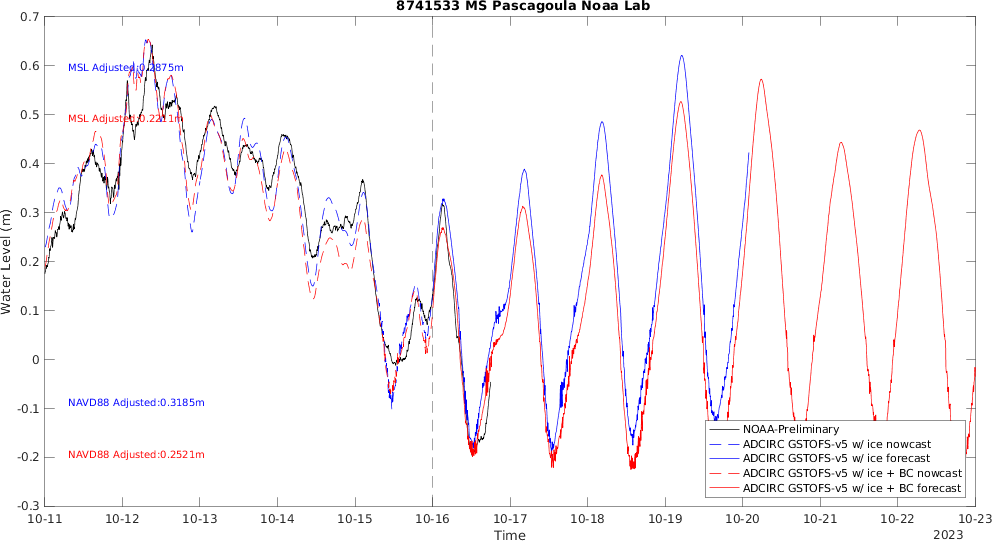 8741533 MS Pascagoula Noaa Lab
0.7
0.6
0.5
0.4
0.3
0.2
0.1
0
-0.1
-0.2
-0.3
Water Level (m)
MSL Adjusted:0.2875m
MSL Adjusted:0.2211m
NAVD88 Adjusted:0.3185m
NAVD88 Adjusted:0.2521m
NOAA-Preliminary
ADCIRC GSTOFS-v5 w/ ice nowcast
ADCIRC GSTOFS-v5 w/ ice forecast
ADCIRC GSTOFS-v5 w/ ice + BC nowcast
ADCIRC GSTOFS-v5 w/ ice + BC forecast
10-11 10-12 10-13 10-14 10-15 10-16 10-17 10-18 10-19 10-20 10-21 10-22 10-23
Time
2023